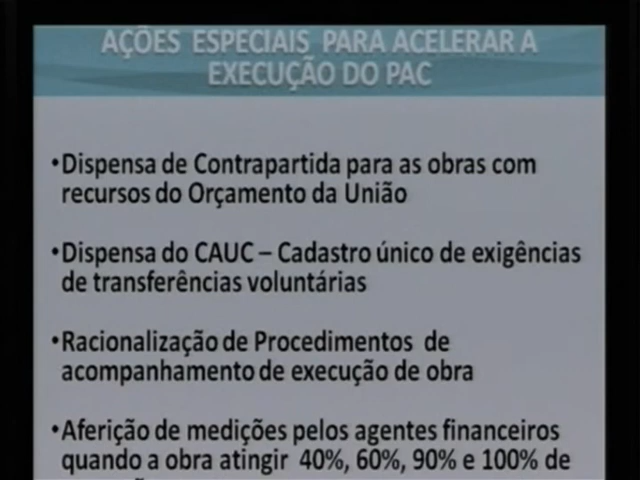 AÇÕES ESPECIAIS PARA ACELERAR A
EXECUÇÃO DO PAC
•Dispensa de Contrapartida para as obras com
recursos do Orçamento da União
•Dispensa do CAUC – Cadastro único de exigências
de transferências voluntárias
•Racionalização de Procedimentos de
acompanhamento de execução de obra
•Aferição de medições pelos agentes financeiros
quando a obra atingir 40%, 60%, 90% e 100% de